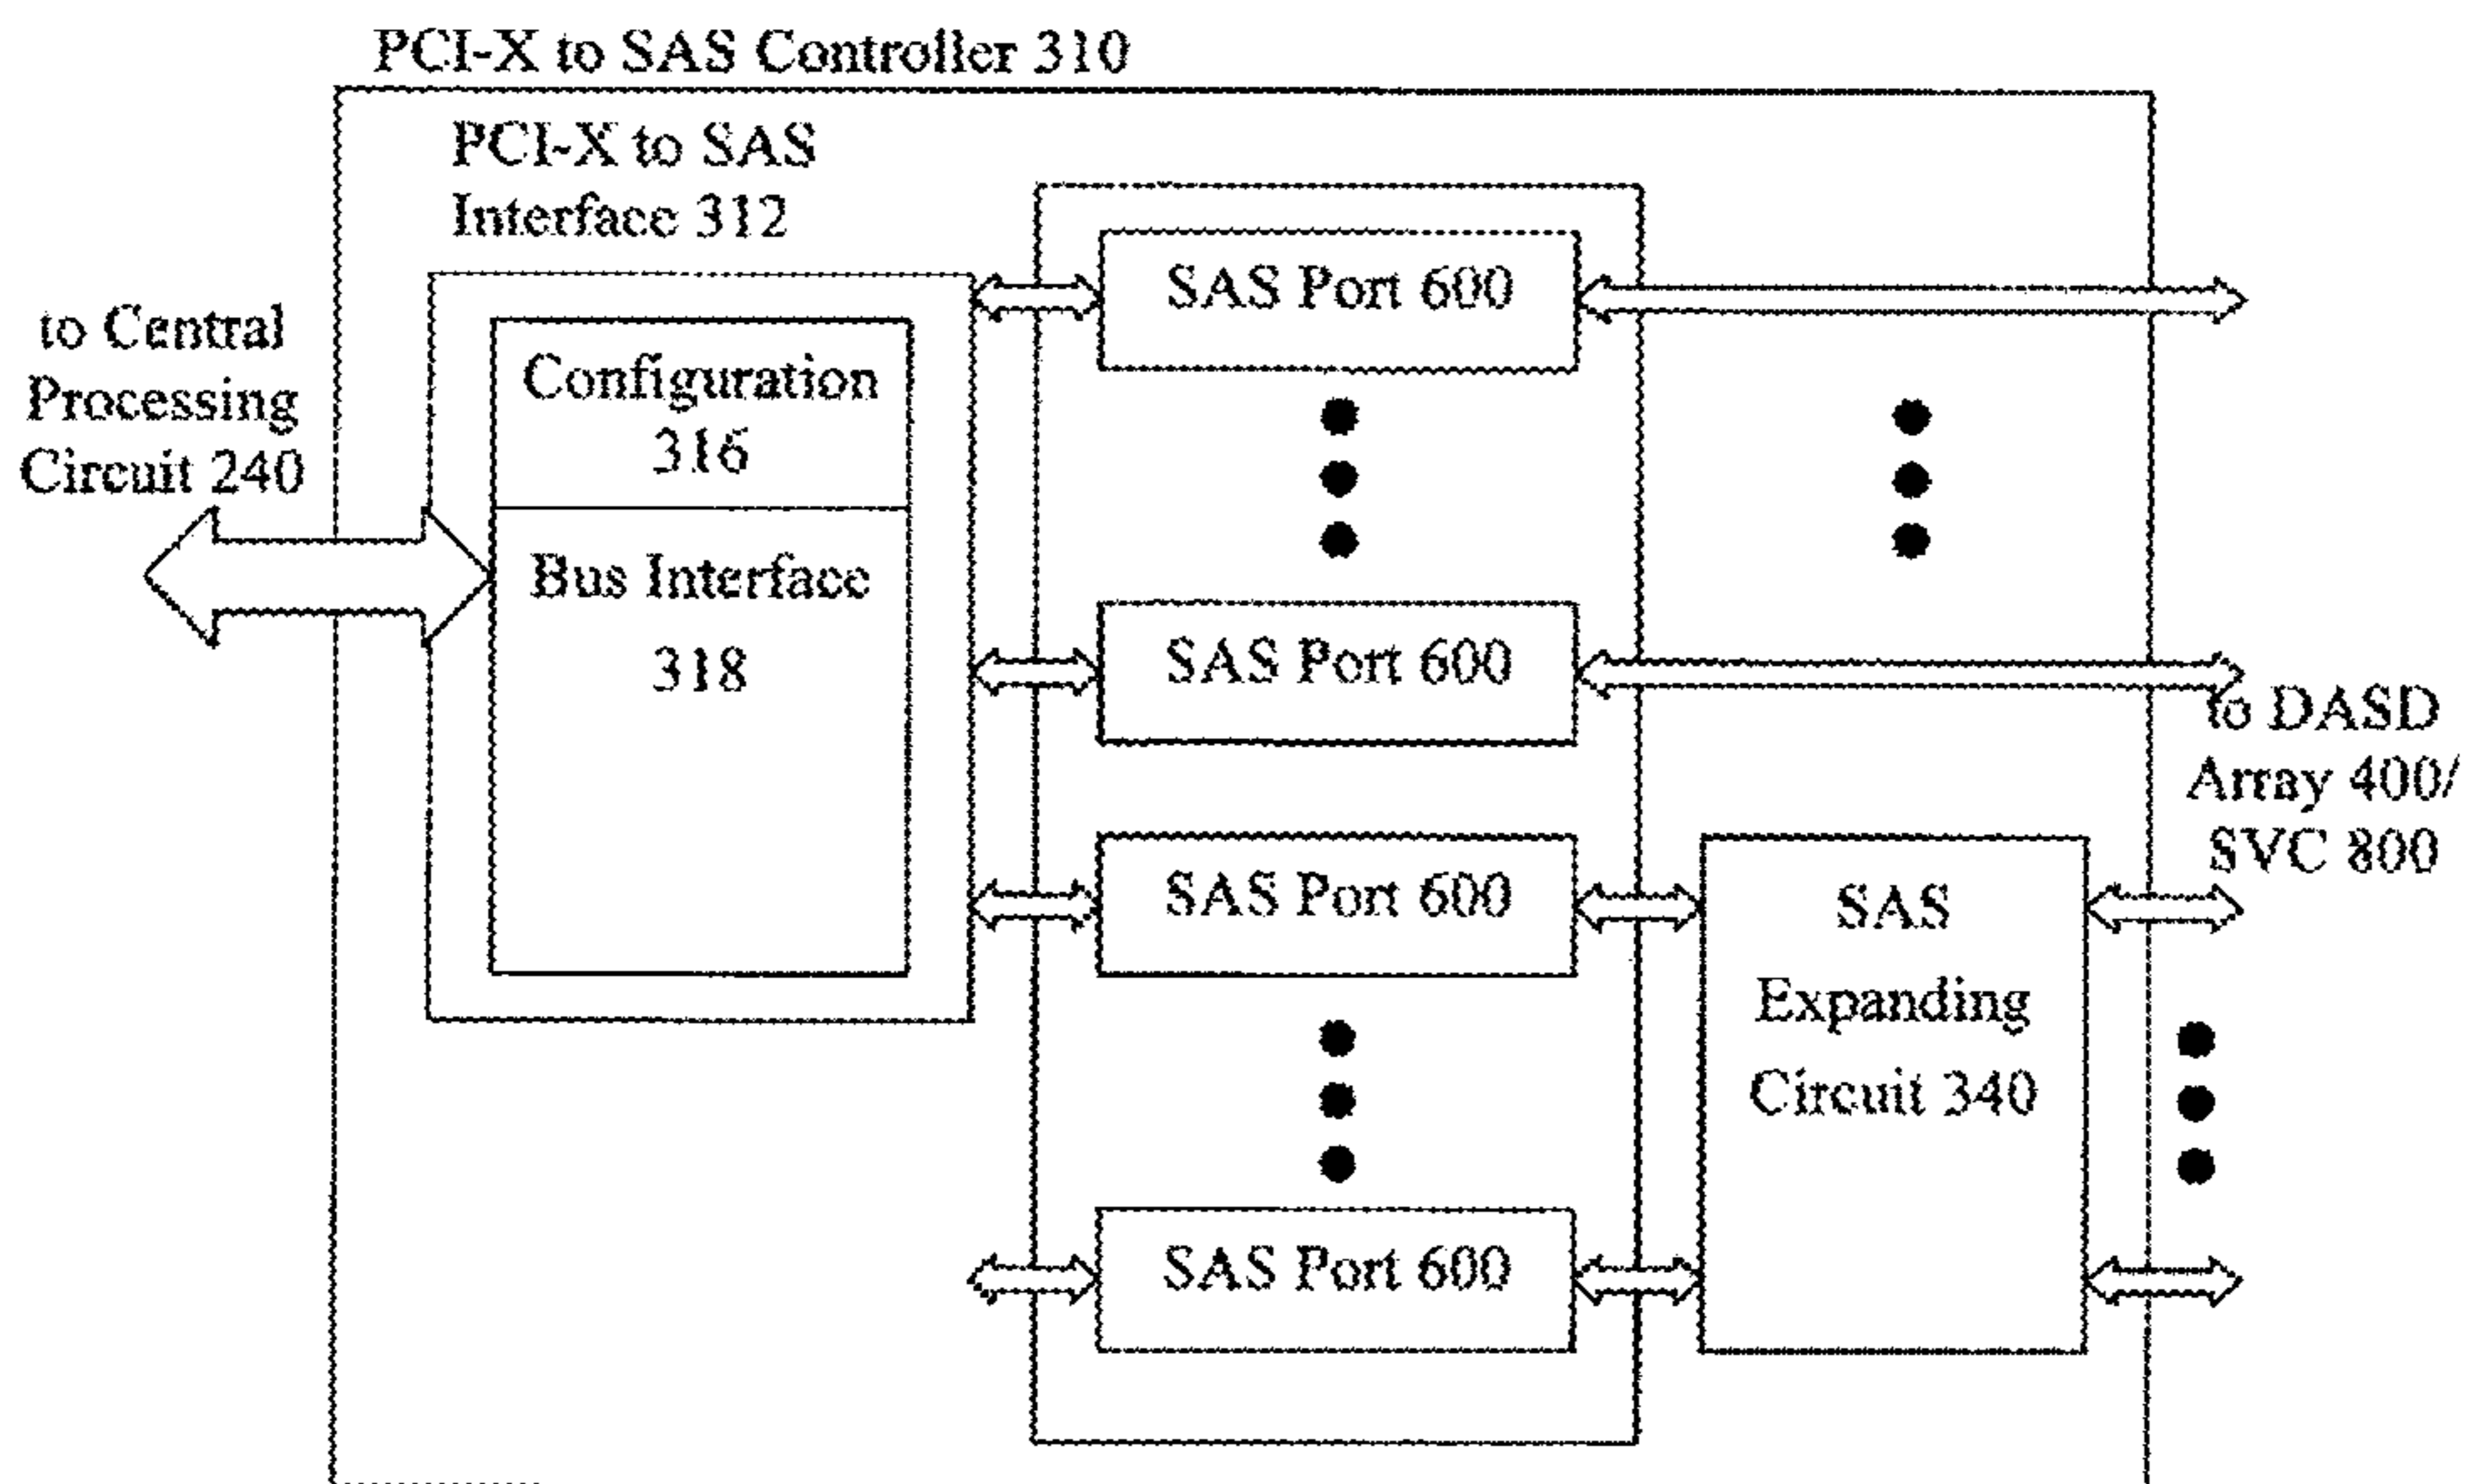 PCI-X to SAS Controller 310
PCI-X to SAS
Interface 312
to Central
Processing
Circuit 240
Configuration
316
Bus Interface
318
SAS Port 600
SAS Port 600
SAS Port 600
SAS Port 600
SAS
Expanding
Circuit 340
to DASD
Array 400/
SVC 800